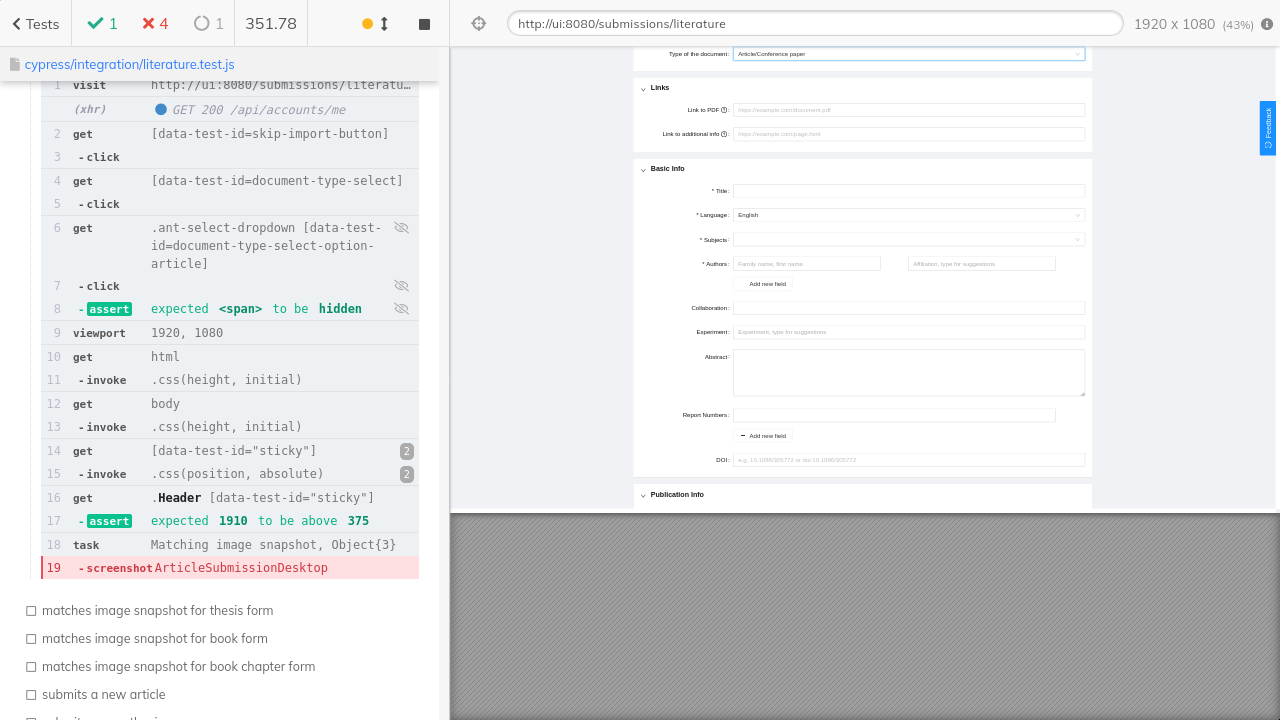 Tests
1
4
1
351.78
http://ui:8080/submissions/literature
1920 x 1080 (43%)
cypress/integration/literature.test.js
visit http://ui:8080/submissions/literatu…
(xhr) GET 200 /api/accounts/me
2 get [data-test-id=skip-import-button]
3 - click
4 get [data-test-id=document-type-select]
5 - click
6 get .ant-select-dropdown [data-test-
id=document-type-select-option-
article]
7 - click
8 - assert expected <span> to be hidden
9 viewport 1920, 1080
10 get html
11 - invoke .css(height, initial)
12 get body
13 - invoke .css(height, initial)
14 get [data-test-id="sticky"]
2
15 - invoke .css(position, absolute)
2
16 get .Header [data-test-id="sticky"]
17 - assert expected 1910 to be above 375
18 task Matching image snapshot, Object{3}
19 - screenshot ArticleSubmissionDesktop
matches image snapshot for thesis form
matches image snapshot for book form
matches image snapshot for book chapter form
submits a new article
Type of the document: Article/Conference paper
Links
Link to PDF ?: https://example.com/document.pdf
Link to additional info ?: https://example.com/page.html
Basic Info
* Title:
* Language: English
* Subjects:
* Authors: Family name, first name Affiliation, type for suggestions
Add new field
Collaboration:
Experiment: Experiment, type for suggestions
Abstract:
Report Numbers:
Add new field
DOI: e.g. 10.1086/305772 or doi:10.1086/305772
Publication Info
Feedback